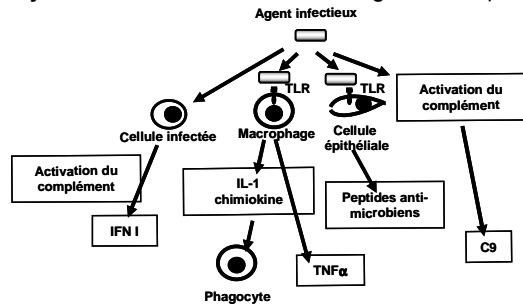 Agent infectieux
TLR
TLR
Activation du
complément
Cellule infectée
Macrophage
Cellule
épithéliale
Activation du
complément
IL-1
chimiokine
Peptides anti-
microbiens
IFN I
C9
TNFα
Phagocyte